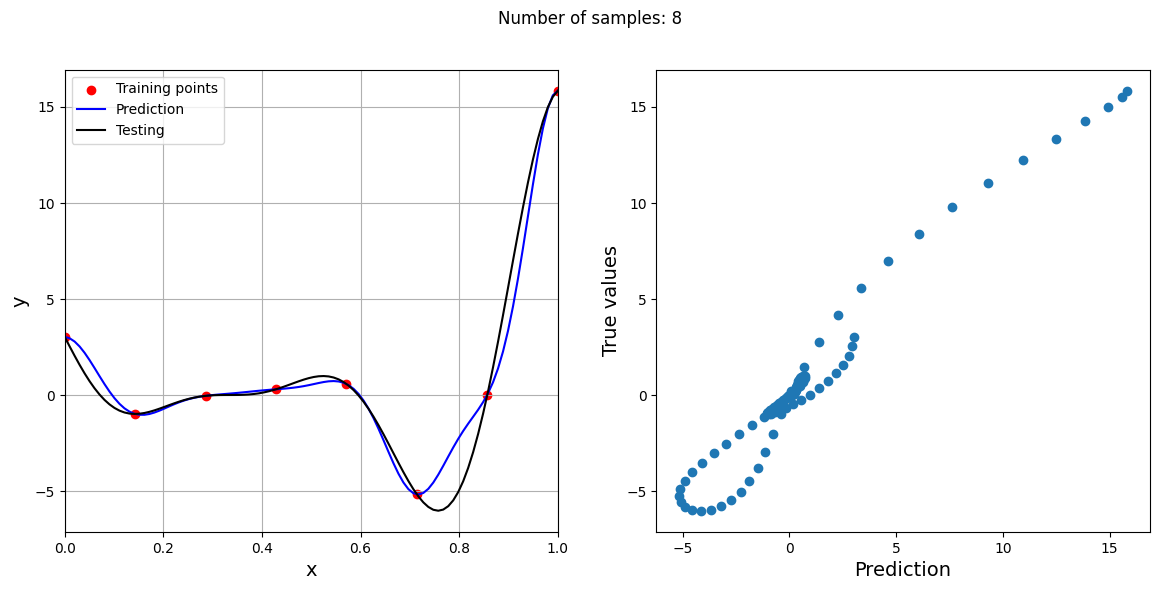 Number of samples: 8
Training points
Prediction
Testing
15
10
5
0
−5
y
0.0
0.2
0.4
0.6
0.8
1.0
x
15
10
5
0
−5
True values
−5
0
5
10
15
Prediction